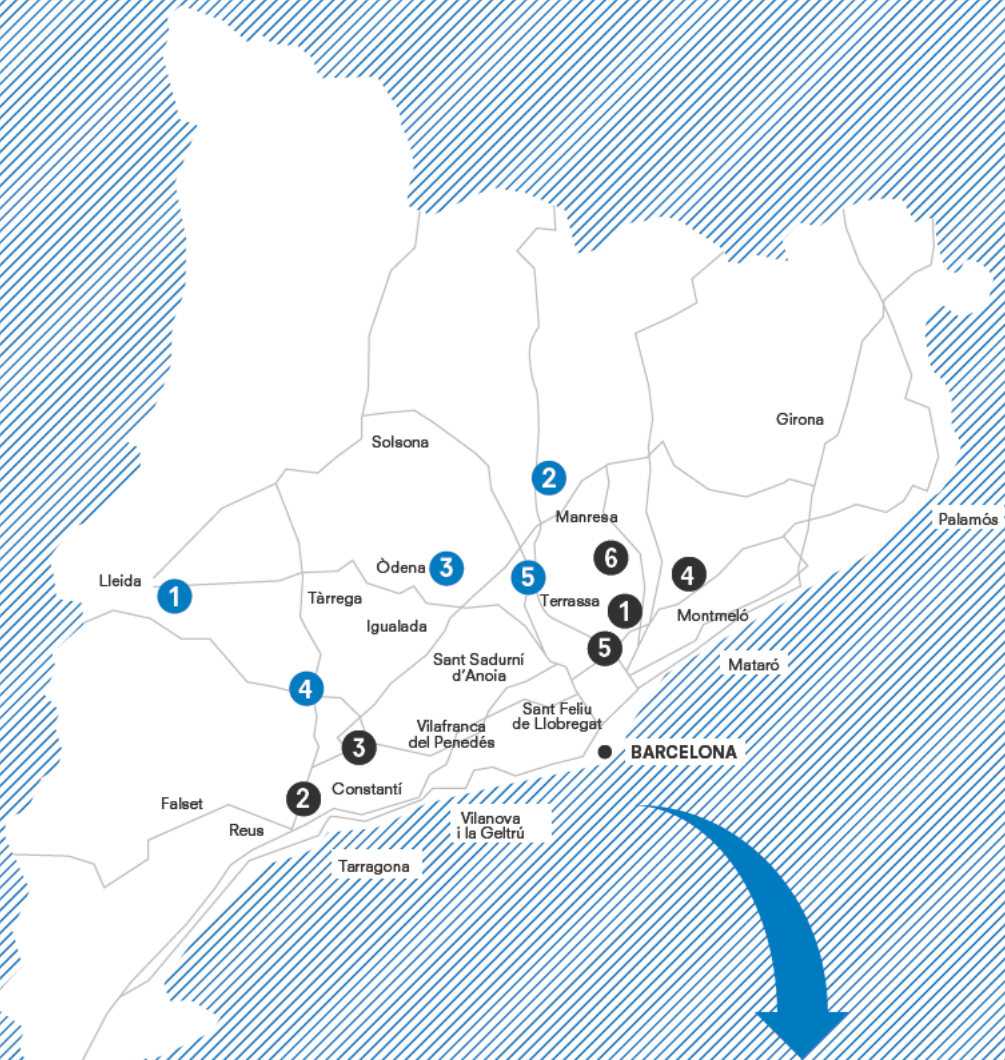 Girona
Solsona
2
Manresa
Palamós
6
Òdena 3
4
5
Lleida
1
Tàrrega
Terrassa
1
Montmeló
Igualada
5
Sant Sadurní
d'Anoia
Mataró
4
Sant Feliu
de Llobregat
Vilafranca
del Penedés
3
BARCELONA
Constantí
2
Falset
Reus
Vilanova
i la Geltrú
Tarragona